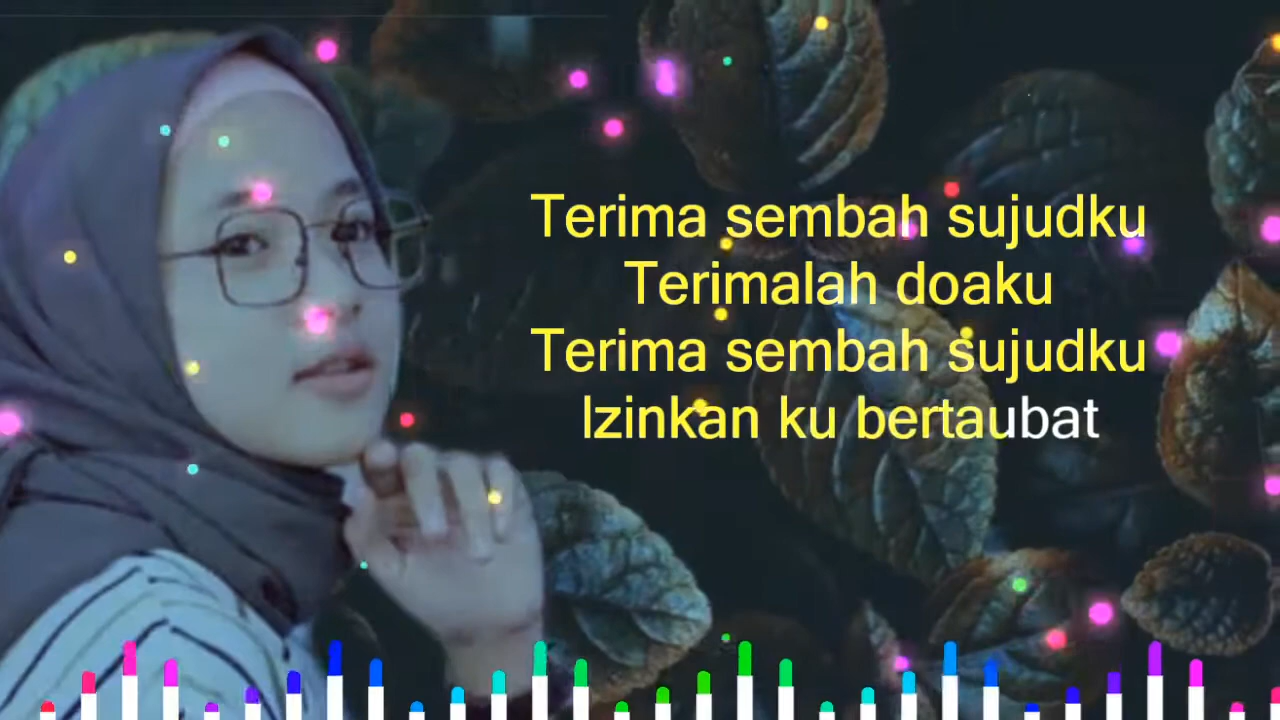 Terima sembah sujudku
Terimalah doaku
Terima sembah sujudku
Izinkan ku bertaubat